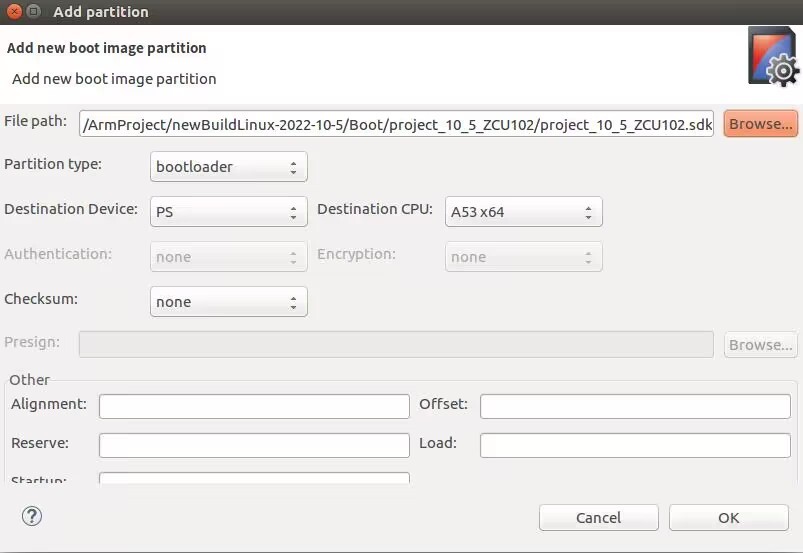 Add partition
Add new boot image partition
Add new boot image partition
File path: /ArmProject/newBuildLinux-2022-10-5/Boot/project_10_5_ZCU102/project_10_5_ZCU102.sdk Browse...
Partition type: bootloader
Destination Device: PS Destination CPU: A53 x64
Authentication: none Encryption: none
Checksum: none
Presign: Browse...
Other
Alignment: Offset:
Reserve: Load:
Startup:
? Cancel OK